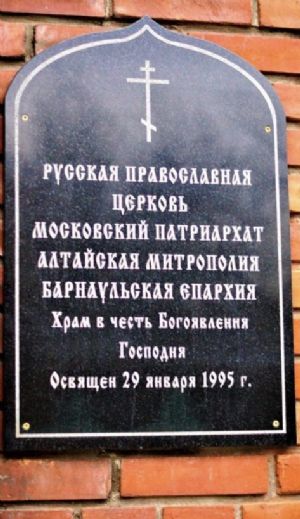 РУССКАЯ ПРАВОСЛАВНАЯ
ЦЕРКОВЬ
МОСКОВСКИЙ ПАТРИАРХАТ
АЛТАЙСКАЯ МИТРОПОЛИЯ
БАРНАУЛЬСКАЯ ЕПАРХИЯ
Храм в честь Богоявления
Господня
Освящен 29 января 1995 г.